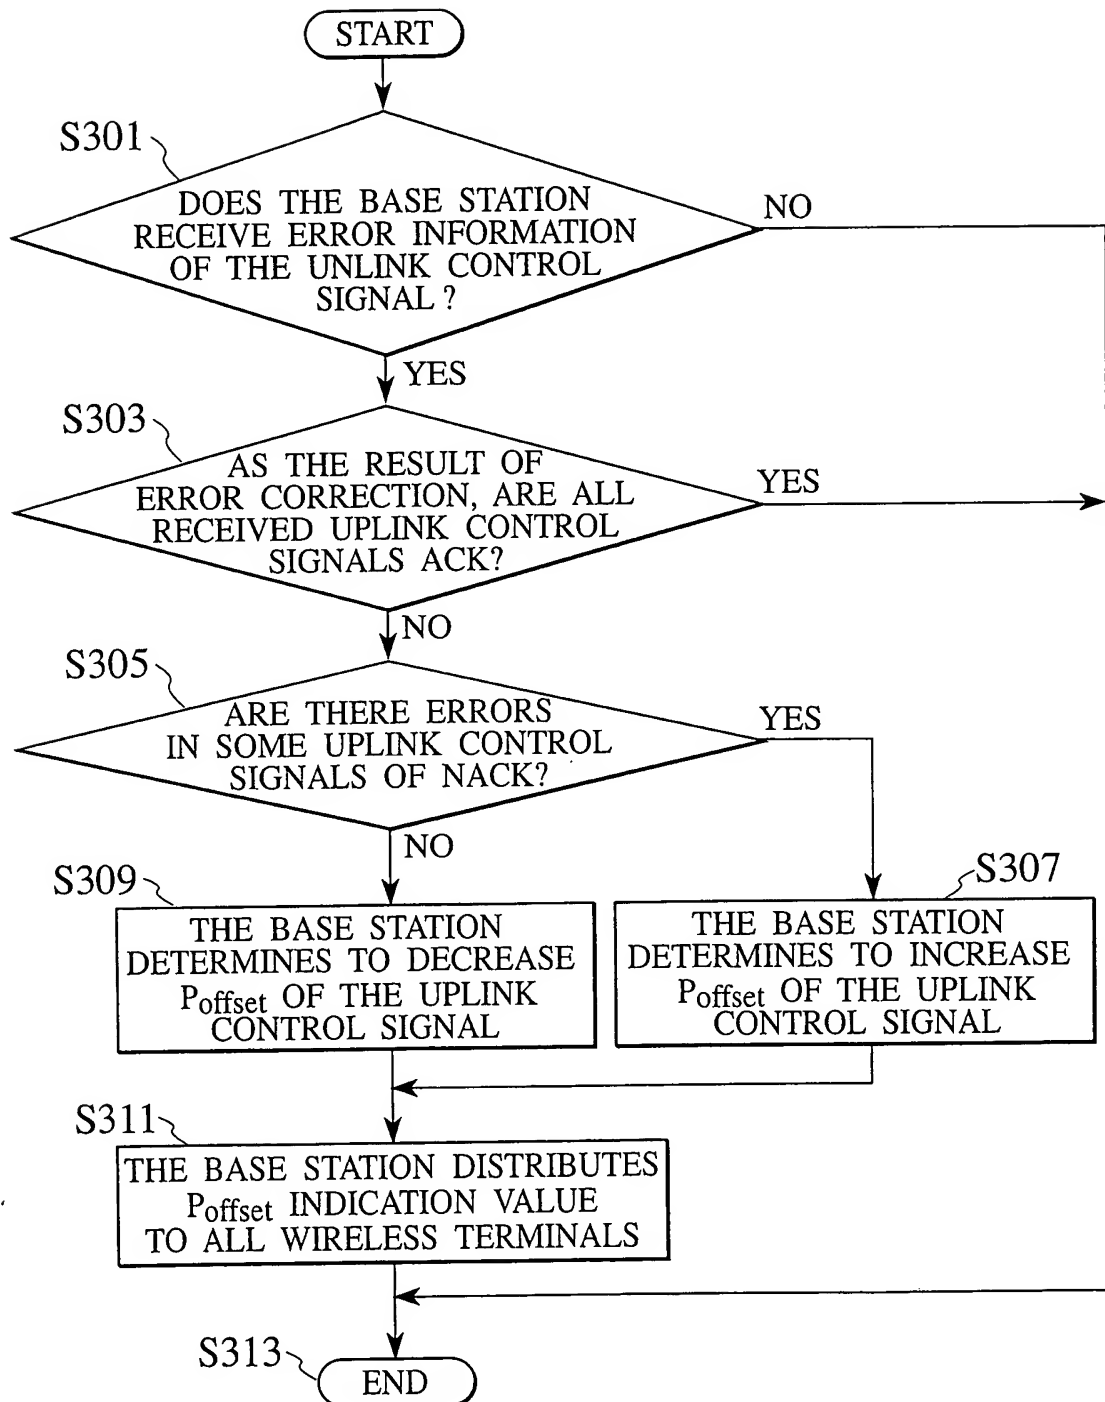 START
S301
DOES THE BASE STATION
RECEIVE ERROR INFORMATION
OF THE UNLINK CONTROL
SIGNAL ?
NO
YES
S303
AS THE RESULT OF
ERROR CORRECTION, ARE ALL
RECEIVED UPLINK CONTROL
SIGNALS ACK?
YES
NO
S305
ARE THERE ERRORS
IN SOME UPLINK CONTROL
SIGNALS OF NACK?
YES
NO
S309
THE BASE STATION
DETERMINES TO DECREASE
Poffset OF THE UPLINK
CONTROL SIGNAL
S307
THE BASE STATION
DETERMINES TO INCREASE
Poffset OF THE UPLINK
CONTROL SIGNAL
S311
THE BASE STATION DISTRIBUTES
Poffset INDICATION VALUE
TO ALL WIRELESS TERMINALS
S313
END